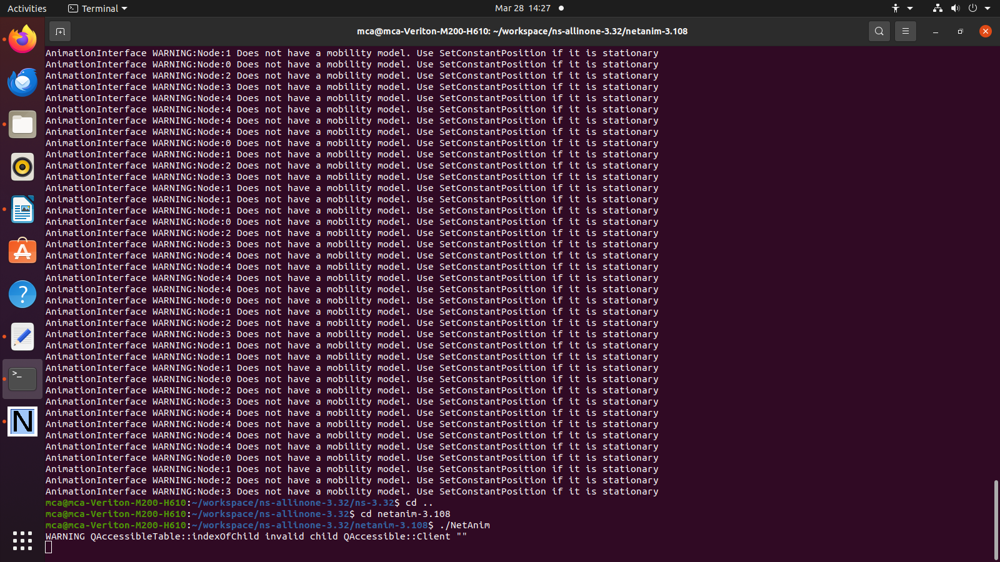 Activities
Terminal
Mar 28 14:27
mca@mca-Veriton-M200-H610: ~/workspace/ns-allinone-3.32/netanim-3.108
AnimationInterface WARNING:Node:1 Does not have a mobility model. Use SetConstantPosition if it is stationary
AnimationInterface WARNING:Node:0 Does not have a mobility model. Use SetConstantPosition if it is stationary
AnimationInterface WARNING:Node:2 Does not have a mobility model. Use SetConstantPosition if it is stationary
AnimationInterface WARNING:Node:3 Does not have a mobility model. Use SetConstantPosition if it is stationary
AnimationInterface WARNING:Node:4 Does not have a mobility model. Use SetConstantPosition if it is stationary
AnimationInterface WARNING:Node:4 Does not have a mobility model. Use SetConstantPosition if it is stationary
AnimationInterface WARNING:Node:4 Does not have a mobility model. Use SetConstantPosition if it is stationary
AnimationInterface WARNING:Node:4 Does not have a mobility model. Use SetConstantPosition if it is stationary
AnimationInterface WARNING:Node:0 Does not have a mobility model. Use SetConstantPosition if it is stationary
AnimationInterface WARNING:Node:1 Does not have a mobility model. Use SetConstantPosition if it is stationary
AnimationInterface WARNING:Node:2 Does not have a mobility model. Use SetConstantPosition if it is stationary
AnimationInterface WARNING:Node:3 Does not have a mobility model. Use SetConstantPosition if it is stationary
AnimationInterface WARNING:Node:1 Does not have a mobility model. Use SetConstantPosition if it is stationary
AnimationInterface WARNING:Node:1 Does not have a mobility model. Use SetConstantPosition if it is stationary
AnimationInterface WARNING:Node:1 Does not have a mobility model. Use SetConstantPosition if it is stationary
AnimationInterface WARNING:Node:0 Does not have a mobility model. Use SetConstantPosition if it is stationary
AnimationInterface WARNING:Node:2 Does not have a mobility model. Use SetConstantPosition if it is stationary
AnimationInterface WARNING:Node:3 Does not have a mobility model. Use SetConstantPosition if it is stationary
AnimationInterface WARNING:Node:4 Does not have a mobility model. Use SetConstantPosition if it is stationary
AnimationInterface WARNING:Node:4 Does not have a mobility model. Use SetConstantPosition if it is stationary
AnimationInterface WARNING:Node:4 Does not have a mobility model. Use SetConstantPosition if it is stationary
AnimationInterface WARNING:Node:4 Does not have a mobility model. Use SetConstantPosition if it is stationary
AnimationInterface WARNING:Node:0 Does not have a mobility model. Use SetConstantPosition if it is stationary
AnimationInterface WARNING:Node:1 Does not have a mobility model. Use SetConstantPosition if it is stationary
AnimationInterface WARNING:Node:2 Does not have a mobility model. Use SetConstantPosition if it is stationary
AnimationInterface WARNING:Node:3 Does not have a mobility model. Use SetConstantPosition if it is stationary
AnimationInterface WARNING:Node:1 Does not have a mobility model. Use SetConstantPosition if it is stationary
AnimationInterface WARNING:Node:1 Does not have a mobility model. Use SetConstantPosition if it is stationary
AnimationInterface WARNING:Node:1 Does not have a mobility model. Use SetConstantPosition if it is stationary
AnimationInterface WARNING:Node:0 Does not have a mobility model. Use SetConstantPosition if it is stationary
AnimationInterface WARNING:Node:2 Does not have a mobility model. Use SetConstantPosition if it is stationary
AnimationInterface WARNING:Node:3 Does not have a mobility model. Use SetConstantPosition if it is stationary
AnimationInterface WARNING:Node:4 Does not have a mobility model. Use SetConstantPosition if it is stationary
AnimationInterface WARNING:Node:4 Does not have a mobility model. Use SetConstantPosition if it is stationary
AnimationInterface WARNING:Node:4 Does not have a mobility model. Use SetConstantPosition if it is stationary
AnimationInterface WARNING:Node:4 Does not have a mobility model. Use SetConstantPosition if it is stationary
AnimationInterface WARNING:Node:0 Does not have a mobility model. Use SetConstantPosition if it is stationary
AnimationInterface WARNING:Node:1 Does not have a mobility model. Use SetConstantPosition if it is stationary
AnimationInterface WARNING:Node:2 Does not have a mobility model. Use SetConstantPosition if it is stationary
AnimationInterface WARNING:Node:3 Does not have a mobility model. Use SetConstantPosition if it is stationary
mca@mca-Veriton-M200-H610:~/workspace/ns-allinone-3.32/ns-3.32$ cd ..
mca@mca-Veriton-M200-H610:~/workspace/ns-allinone-3.32$ cd netanim-3.108
mca@mca-Veriton-M200-H610:~/workspace/ns-allinone-3.32/netanim-3.108$ ./NetAnim
WARNING QAccessibleTable::indexOfChild invalid child QAccessible::Client ""